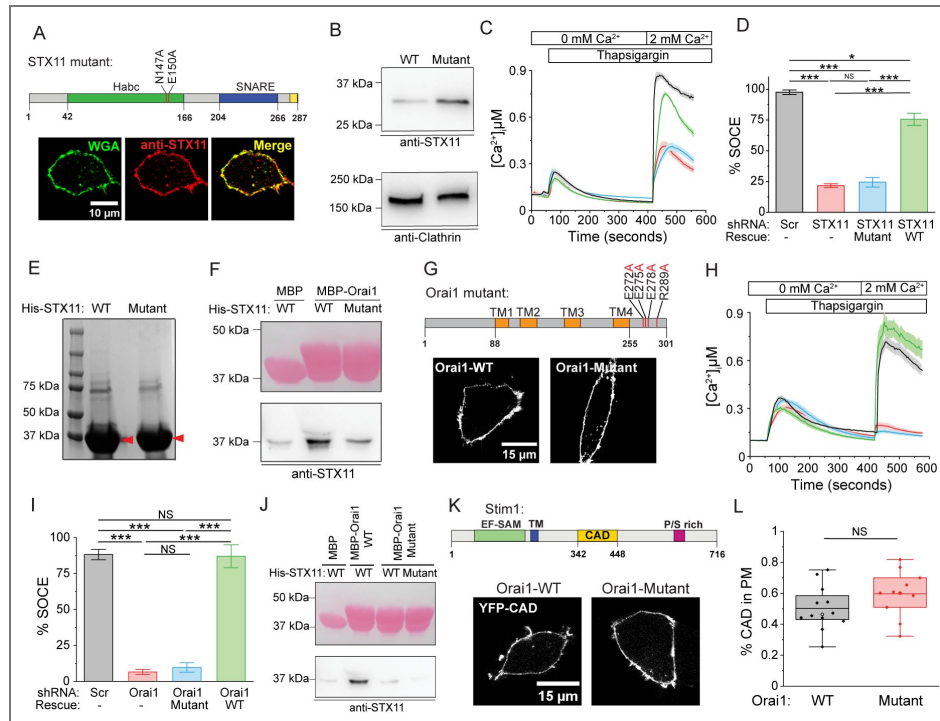 A
STX11 mutant:
N147A
E150A
Habc
SNARE
1 42 166 204 266 287
WGA
anti-STX11
Merge
10 µm
B
WT Mutant
37 kDa
25 kDa
anti-STX11
250 kDa
150 kDa
anti-Clathrin
C
0 mM Ca²⁺ 2 mM Ca²⁺
Thapsigargin
[Ca²⁺]ᵢµM
0.9
0.6
0.3
0 100 200 300 400 500 600
Time (seconds)
D
*
***
*** NS ***
***
% SOCE
100
75
50
25
0
shRNA: Scr STX11 STX11 STX11
Rescue: - - Mutant WT
E
His-STX11: WT Mutant
75 kDa
50 kDa
37 kDa
F
MBP MBP-Orai1
His-STX11: WT WT Mutant
50 kDa
37 kDa
37 kDa
anti-STX11
G
Orai1 mutant:
E272A
E275A
E278A
R289A
TM1 TM2 TM3 TM4
1 88 255 301
Orai1-WT
Orai1-Mutant
15 µm
H
0 mM Ca²⁺ 2 mM Ca²⁺
Thapsigargin
[Ca²⁺]ᵢµM
0.9
0.6
0.3
0
0 100 200 300 400 500 600
Time (seconds)
I
NS
*** ***
*** NS ***
% SOCE
100
75
50
25
0
shRNA: Scr Orai1 Orai1 Orai1
Rescue: - - Mutant WT
J
MBP
MBP-Orai1 WT
MBP-Orai1 Mutant
His-STX11: WT WT WT Mutant
50 kDa
37 kDa
37 kDa
anti-STX11
K
Stim1:
EF-SAM TM CAD P/S rich
1 342 448 716
Orai1-WT
Orai1-Mutant
YFP-CAD
15 µm
L
NS
% CAD in PM
1.0
0.8
0.6
0.4
0.2
0
Orai1: WT Mutant